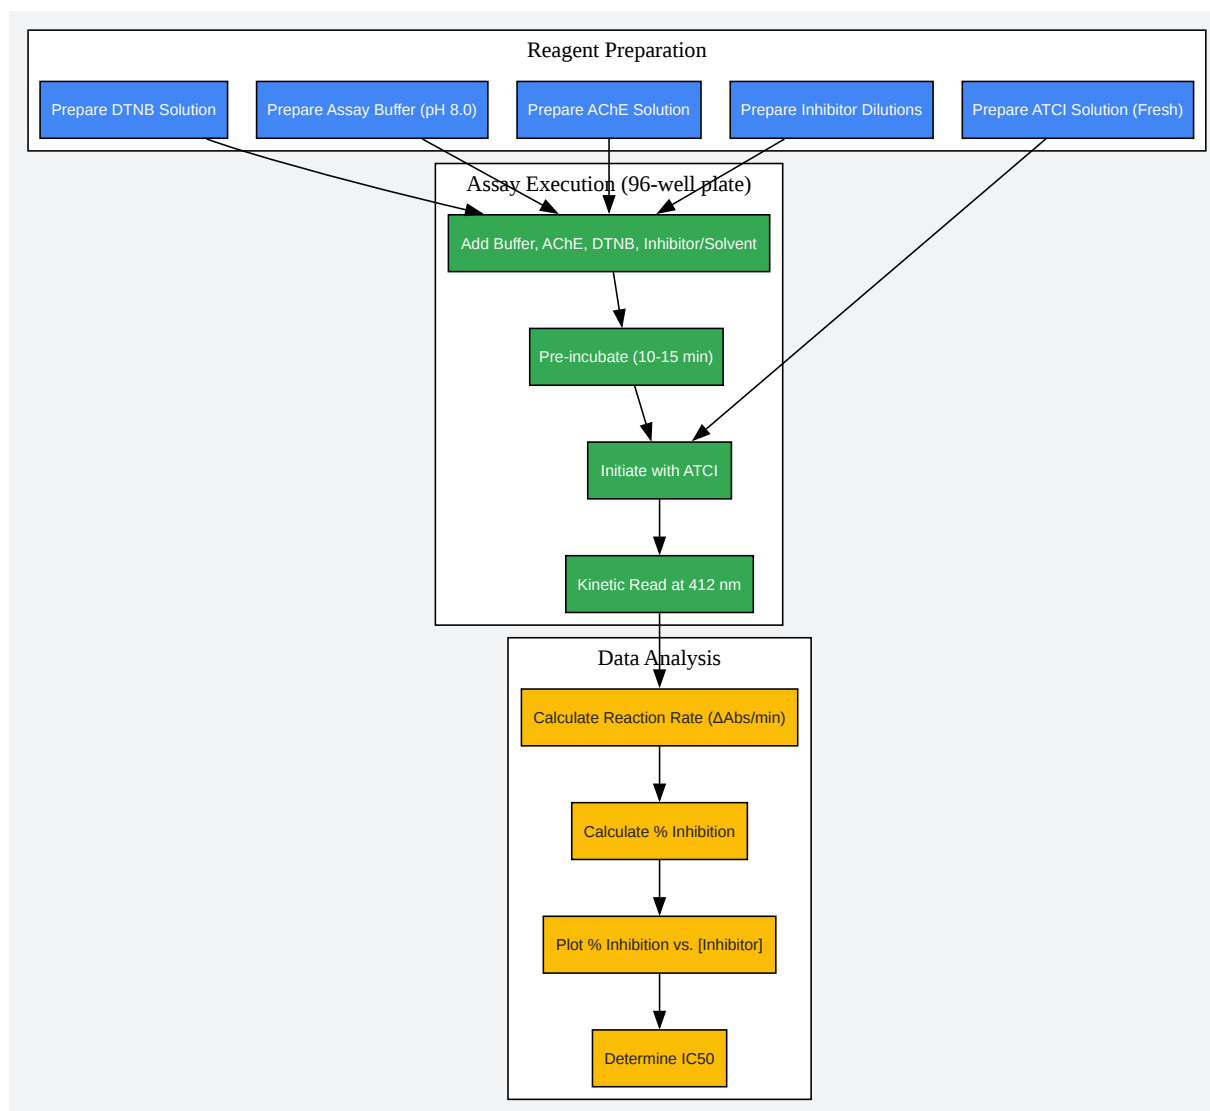 Reagent Preparation
Prepare DTNB Solution
Prepare Assay Buffer (pH 8.0)
Prepare AChE Solution
Prepare Inhibitor Dilutions
Prepare ATCI Solution (Fresh)
Assay Execution (96-well plate)
Add Buffer, AChE, DTNB, Inhibitor/Solvent
Pre-incubate (10-15 min)
Initiate with ATCI
Kinetic Read at 412 nm
Data Analysis
Calculate Reaction Rate (ΔAbs/min)
Calculate % Inhibition
Plot % Inhibition vs. [Inhibitor]
Determine IC50